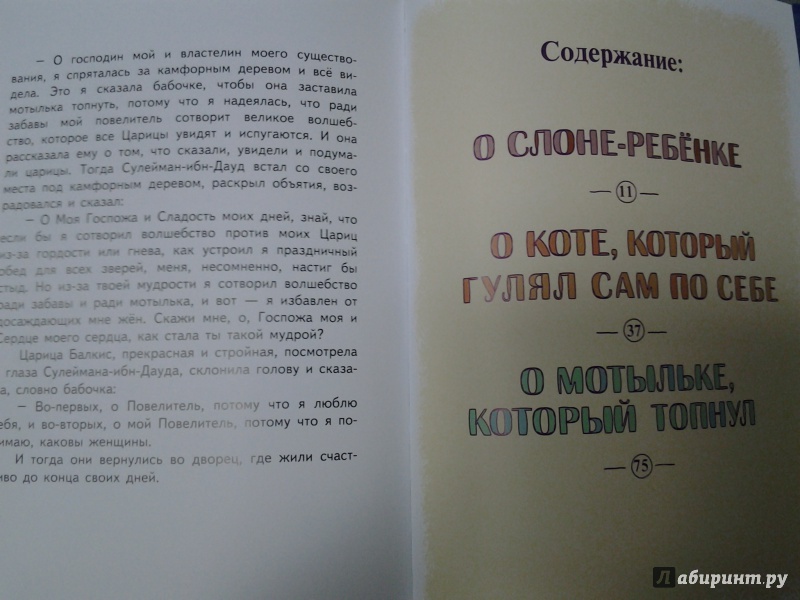 — О господин мой и властелин моего существо-
вания, я спряталась за камфорным деревом и всё ви-
дела. Это я сказала бабочке, чтобы она заставила
мотылька топнуть, потому что я надеялась, что ради
забавы мой повелитель сотворит великое волшеб-
ство, которое все Царицы увидят и испугаются. И она
рассказала ему о том, что сказали, увидели и подума-
ли царицы. Тогда Сулейман-ибн-Дауд встал со своего
места под камфорным деревом, раскрыл объятия, воз-
радовался и сказал:
— О Моя Госпожа и Сладость моих дней, знай, что
если бы я сотворил волшебство против моих Цариц
из-за гордости или гнева, как устроил я праздничный
обед для всех зверей, меня, несомненно, настиг бы
стыд. Но из-за твоей мудрости я сотворил волшебство
ради забавы и ради мотылька, и вот — я избавлен от
досаждающих мне жён. Скажи мне, о, Госпожа моя и
Сердце моего сердца, как стала ты такой мудрой?
Царица Балкис, прекрасная и стройная, посмотрела
глаза Сулеймана-ибн-Дауда, склонила голову и сказа-
а, словно бабочка:
— Во-первых, о Повелитель, потому что я люблю
ебя, и во-вторых, о мой Повелитель, потому что я по-
имаю, каковы женщины.
И тогда они вернулись во дворец, где жили счаст-
иво до конца своих дней.
Содержание:
О СЛОНЕ-РЕБЁНКЕ
— 11 —
О КОТЕ, КОТОРЫЙ
ГУЛЯЛ САМ ПО СЕБЕ
— 37 —
О МОТЫЛЬКЕ,
КОТОРЫЙ ТОПНУЛ
— 75 —
Лабиринт.ру